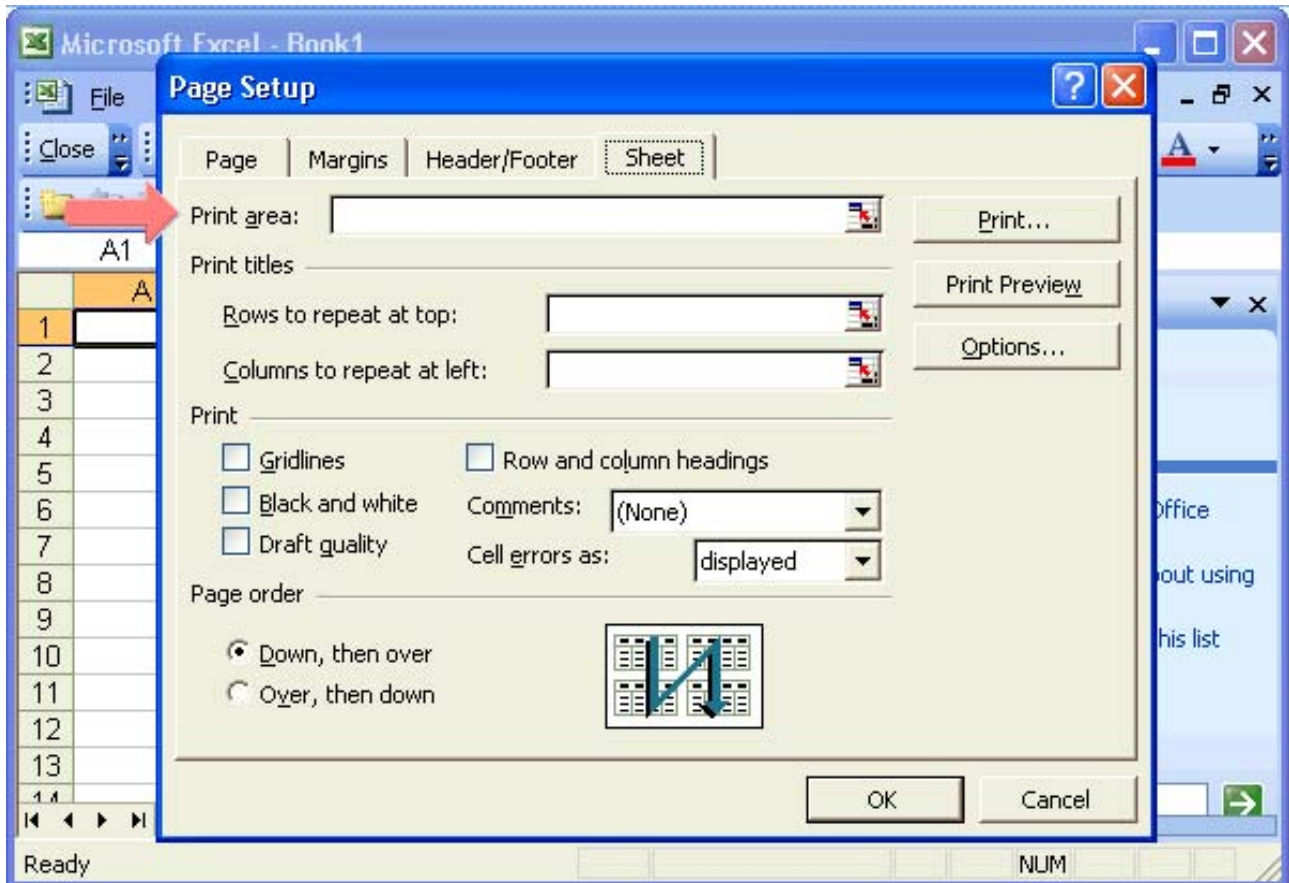 Microsoft Excel - Book1
Page Setup
File
Close
Page Margins Header/Footer Sheet
A
Print area:
Print...
A1
Print titles
Print Preview
A
Rows to repeat at top:
1
Options...
2
Columns to repeat at left:
3
Print
4
Gridlines Row and column headings
5
6
Black and white Comments: (None)
Office
7
Draft quality Cell errors as: displayed
8
out using
Page order
9
10
Down, then over
his list
11
Over, then down
12
13
14
OK Cancel
Ready NUM